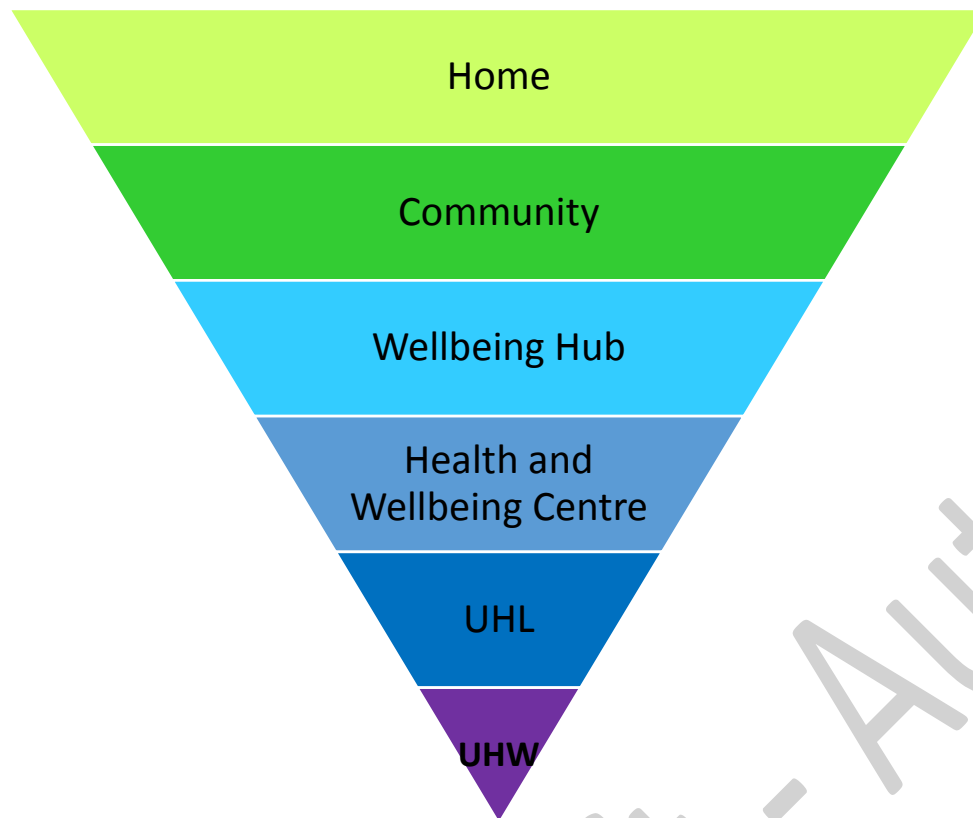 Home
Community
Wellbeing Hub
Health and
Wellbeing Centre
UHL
UHW